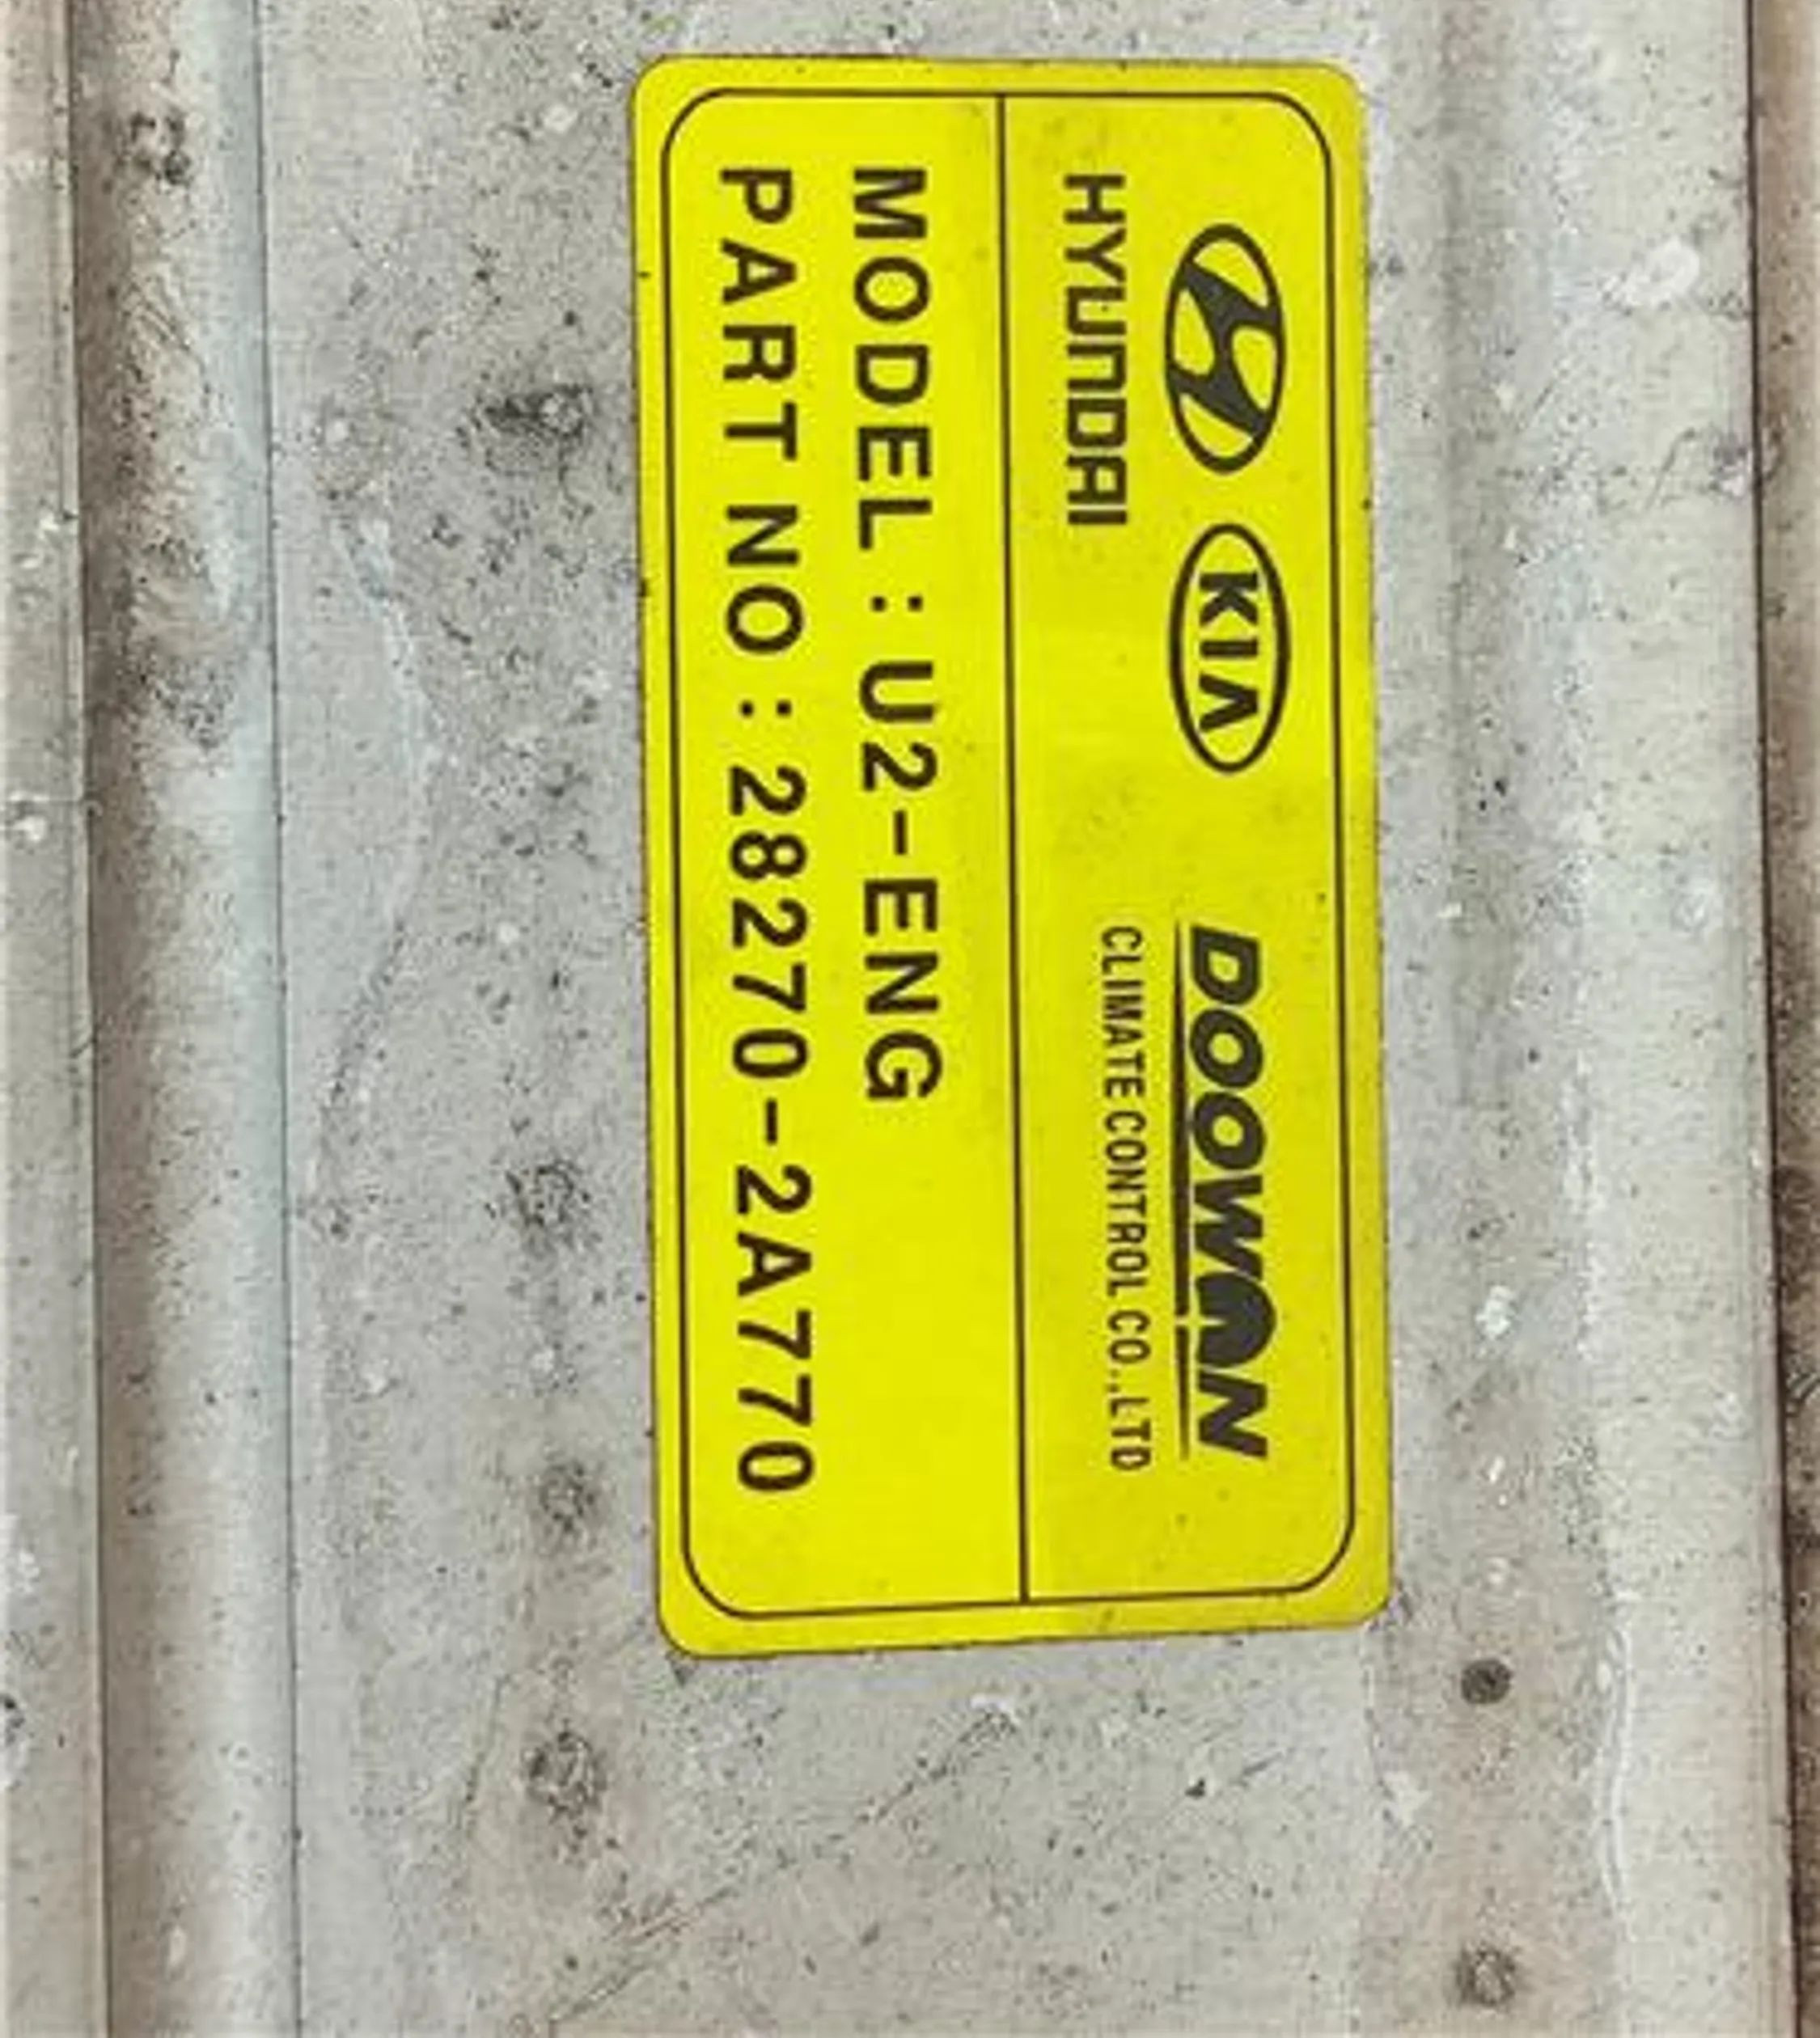 HYUNDAI
KIA
DOOWON
CLIMATE CONTROL CO.,LTD
MODEL : U2-ENG
PART NO : 28270-2A770